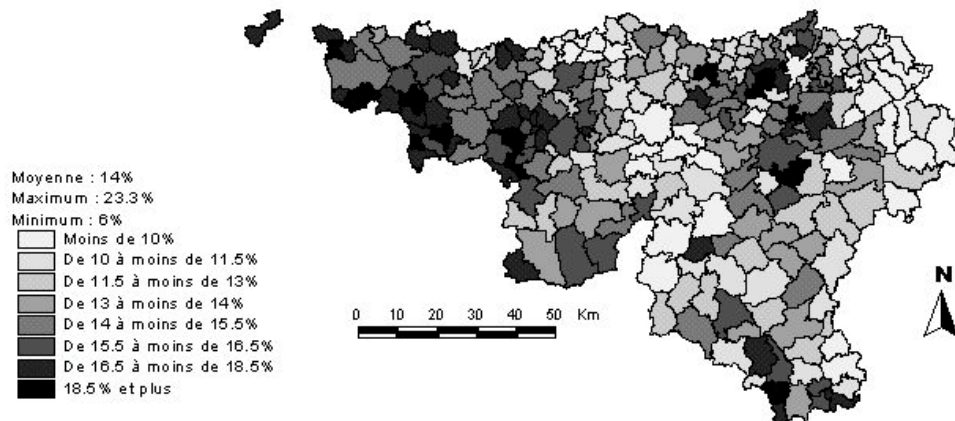 Moyenne : 14%
Maximum : 23.3%
Minimum : 6%
Moins de 10%
De 10 à moins de 11.5%
De 11.5 à moins de 13%
De 13 à moins de 14%
De 14 à moins de 15.5%
De 15.5 à moins de 16.5%
De 16.5 à moins de 18.5%
18.5% et plus
0 10 20 30 40 50 Km
N